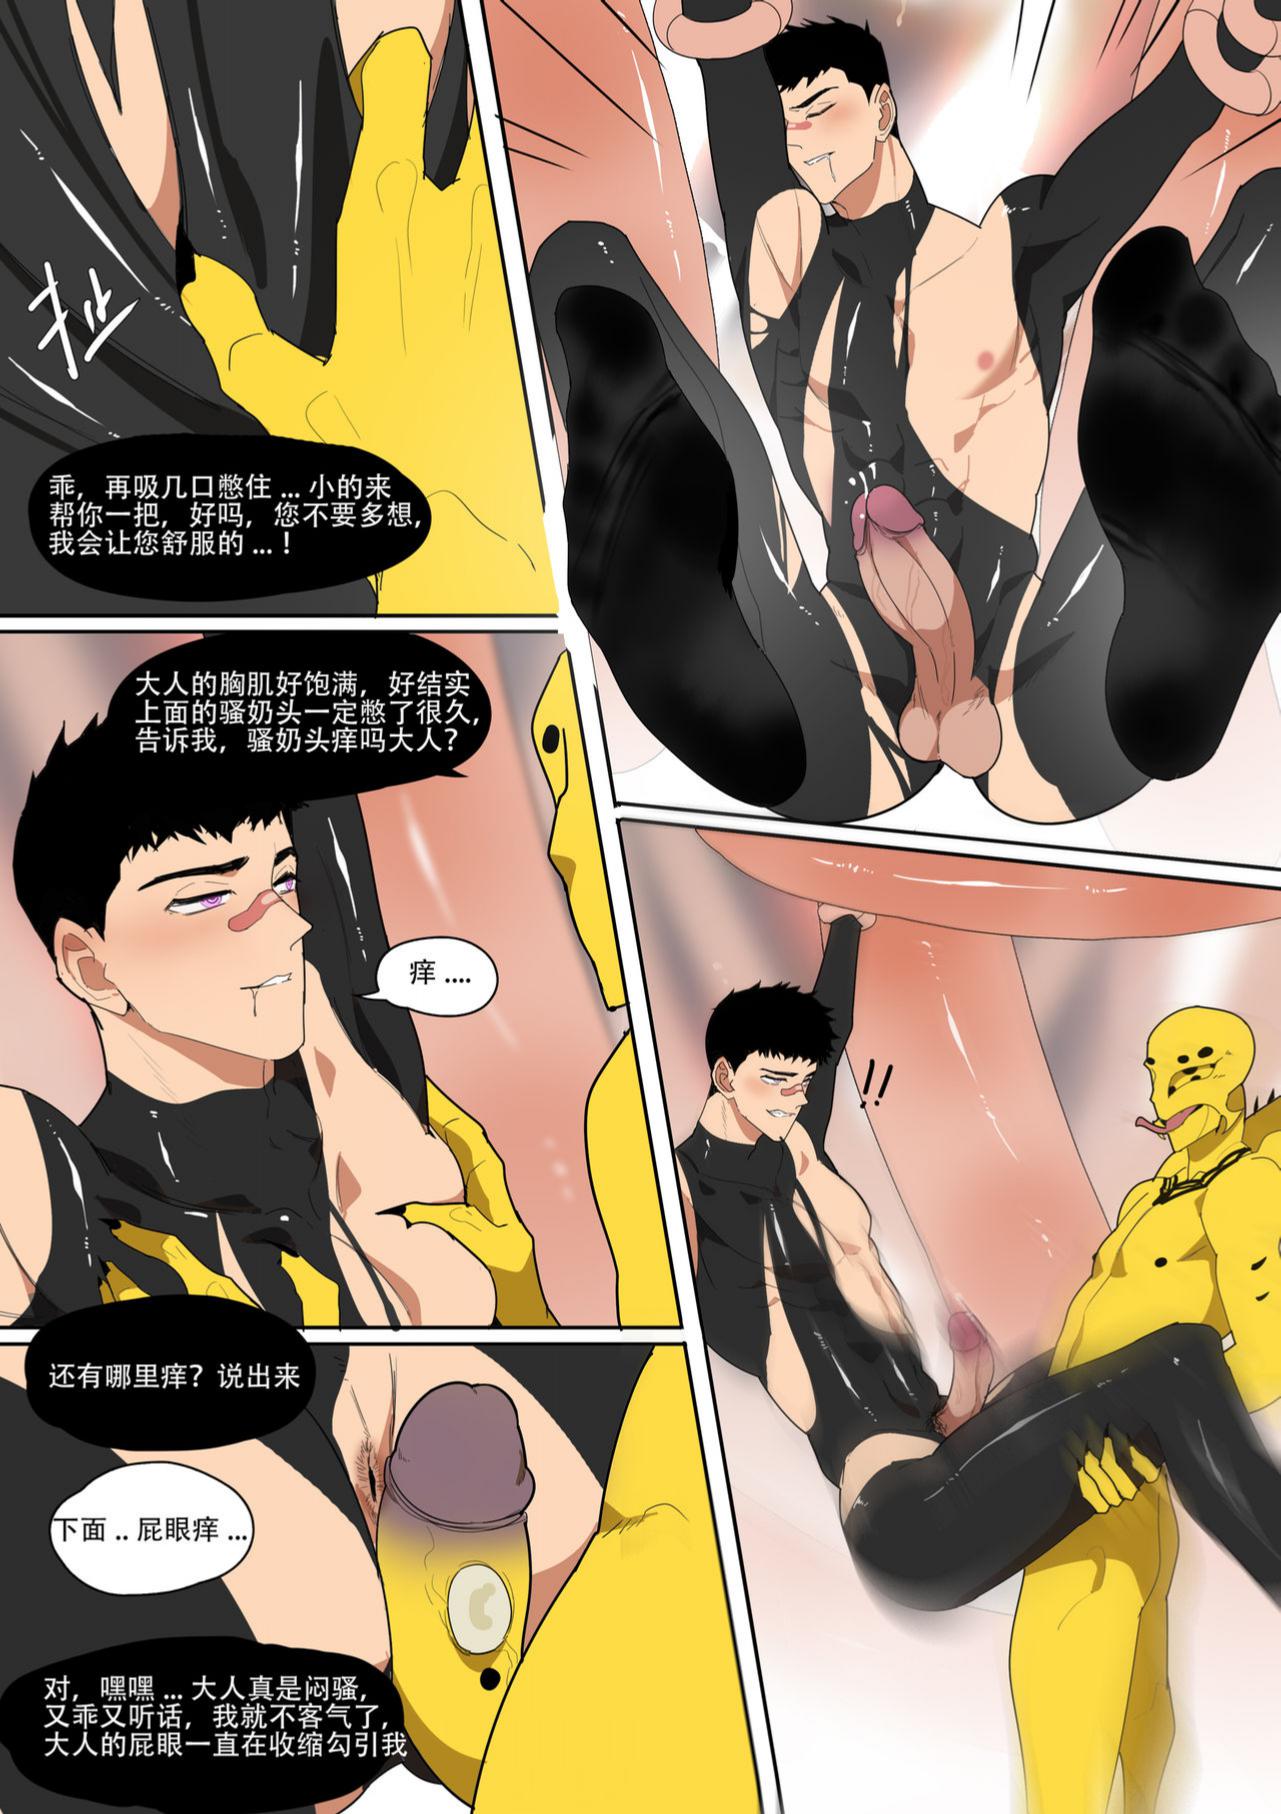 扯
乖，再吸几口憋住 ... 小的来
帮你一把，好吗，您不要多想，
我会让您舒服的 ... ！
大人的胸肌好饱满，好结实
上面的骚奶头一定憋了很久，
告诉我，骚奶头痒吗大人？
痒 ....
还有哪里痒？说出来
下面 .. 屁眼痒 ...
对，嘿嘿 ... 大人真是闷骚，
又乖又听话，我就不客气了，
大人的屁眼一直在收缩勾引我
!!